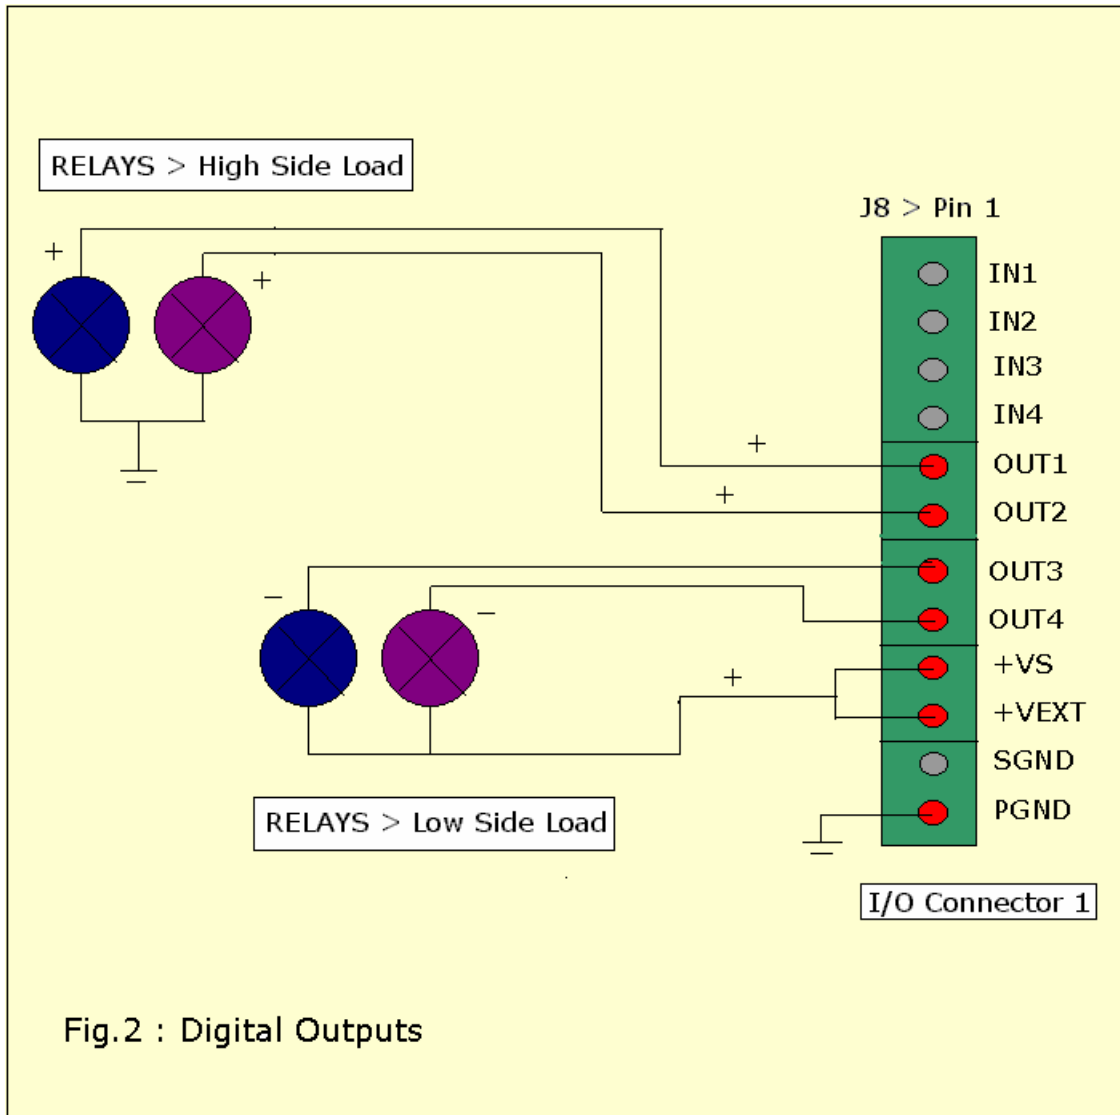 RELAYS > High Side Load
J8 > Pin 1
+
+
IN1
IN2
IN3
IN4
+
OUT1
+
OUT2
OUT3
−
−
OUT4
+VS
+
+VEXT
SGND
RELAYS > Low Side Load
PGND
I/O Connector 1
Fig.2 : Digital Outputs